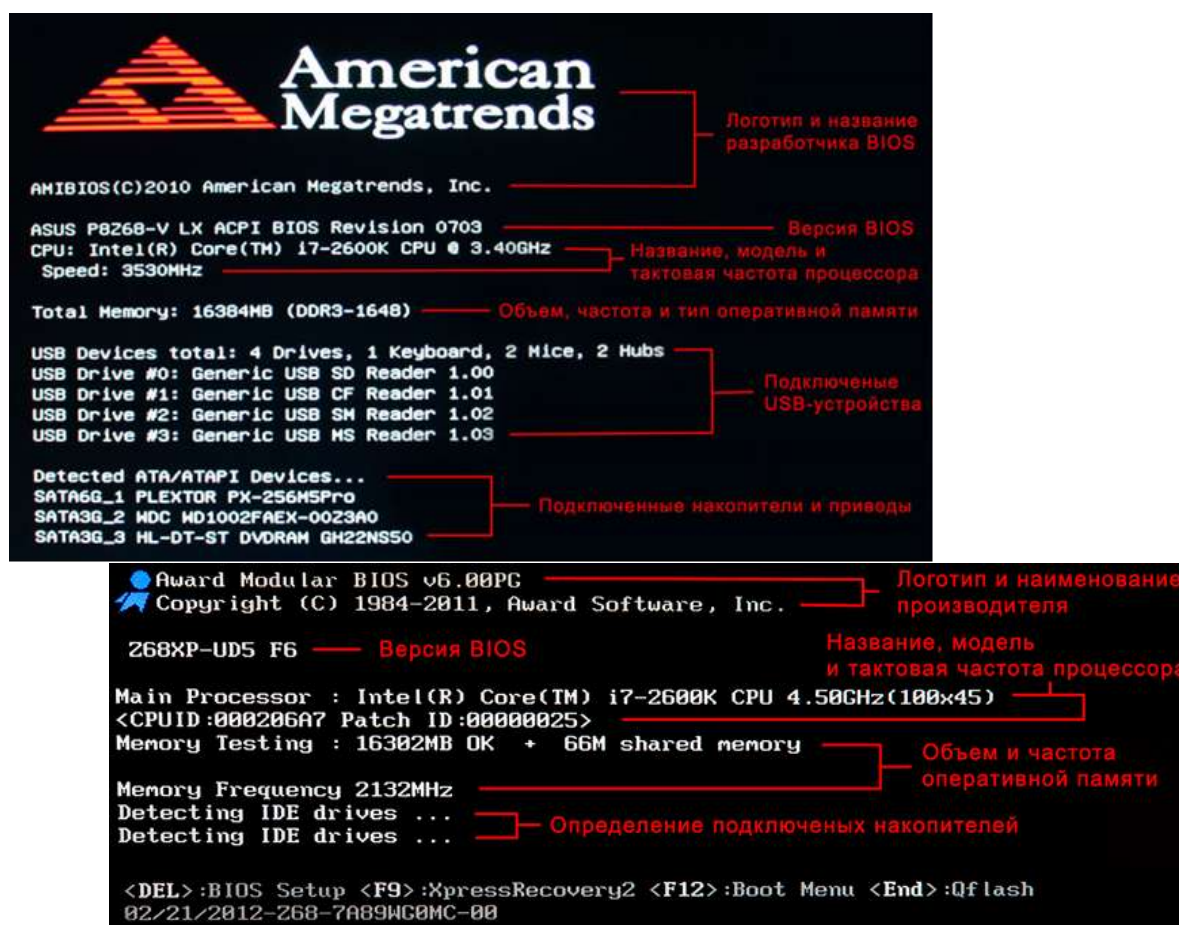 American
Megatrends
Логотип и название
разработчика BIOS
AMIBIOS(C)2010 American Megatrends, Inc.
ASUS P8Z68-V LX ACPI BIOS Revision 0703
Версия BIOS
CPU: Intel(R) Core(TM) i7-2600K CPU @ 3.40GHz
Speed: 3530MHz
Название, модель и
тактовая частота процессора
Total Memory: 16384MB (DDR3-1648)
Объем, частота и тип оперативной памяти
USB Devices total: 4 Drives, 1 Keyboard, 2 Mice, 2 Hubs
USB Drive #0: Generic USB SD Reader 1.00
USB Drive #1: Generic USB CF Reader 1.01
USB Drive #2: Generic USB SM Reader 1.02
USB Drive #3: Generic USB MS Reader 1.03
Подключеные
USB-устройства
Detected ATA/ATAPI Devices...
SATA6G_1 PLEXTOR PX-256M5Pro
SATA3G_2 WDC WD1002FAEX-00Z3A0
SATA3G_3 HL-DT-ST DVDRAM GH22NS50
Подключенные накопители и приводы
Award Modular BIOS v6.00PG
Copyright (C) 1984-2011, Award Software, Inc.
Логотип и наименование
производителя
Z68XP-UD5 F6
Версия BIOS
Название, модель
и тактовая частота процессора
Main Processor : Intel(R) Core(TM) i7-2600K CPU 4.50GHz(100x45)
<CPUID:000206A7 Patch ID:00000025>
Memory Testing : 16302MB OK + 66M shared memory
Объем и частота
оперативной памяти
Memory Frequency 2132MHz
Detecting IDE drives ...
Detecting IDE drives ...
Определение подключеных накопителей
<DEL>:BIOS Setup <F9>:XpressRecovery2 <F12>:Boot Menu <End>:Qflash
02/21/2012-Z68-7A89WG0MC-00